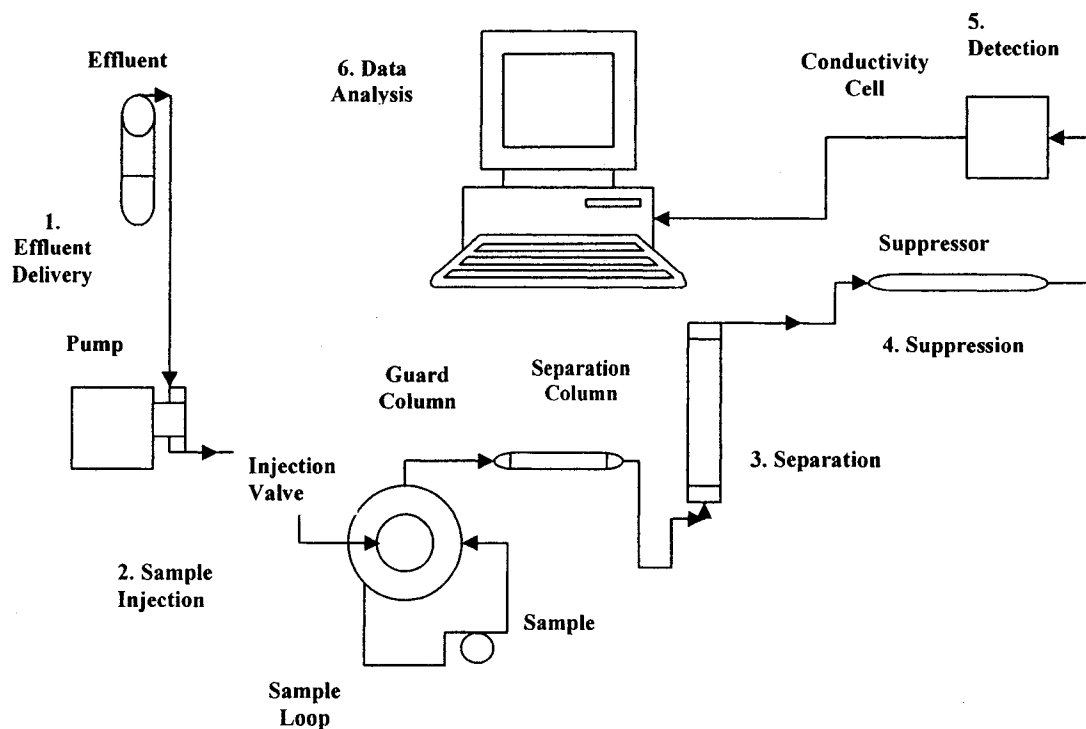 Effluent
1.
Effluent
Delivery
Pump
Injection
Valve
2. Sample
Injection
Sample
Loop
Sample
Guard
Column
Separation
Column
3. Separation
Suppressor
4. Suppression
Conductivity
Cell
5.
Detection
6. Data
Analysis